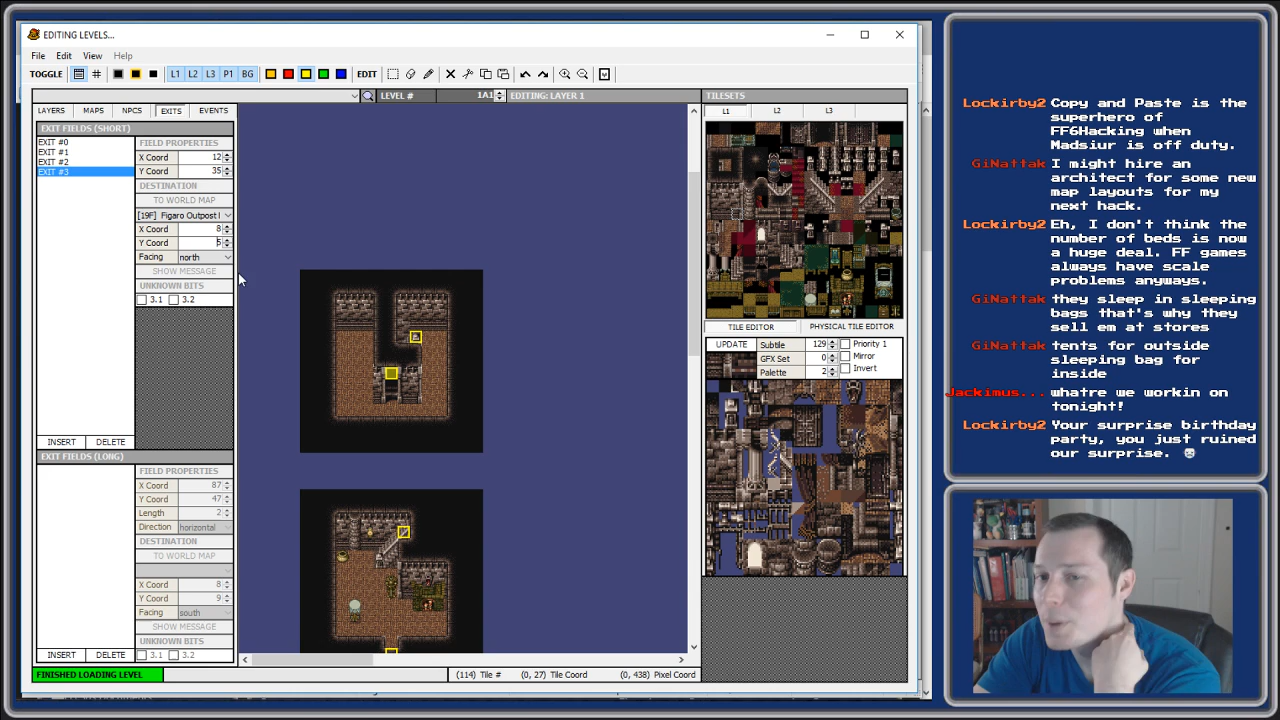 EDITING LEVELS...
File Edit View Help
TOGGLE L1 L2 L3 P1 BG EDIT
LEVEL # 1A1 EDITING: LAYER 1 TILESETS
LAYERS MAPS NPCS EXITS EVENTS
L1 L2 L3
EXIT FIELDS (SHORT)
EXIT #0
EXIT #1
EXIT #2
EXIT #3
FIELD PROPERTIES
X Coord 12
Y Coord 35
DESTINATION
TO WORLD MAP
[19F] Figaro Outpost I
X Coord 8
Y Coord 5
Facing north
SHOW MESSAGE
UNKNOWN BITS
3.1 3.2
INSERT DELETE
EXIT FIELDS (LONG)
FIELD PROPERTIES
X Coord 87
Y Coord 47
Length 2
Direction horizontal
DESTINATION
TO WORLD MAP
X Coord 8
Y Coord 9
Facing south
SHOW MESSAGE
UNKNOWN BITS
INSERT DELETE 3.1 3.2
FINISHED LOADING LEVEL
(114) Tile # (0, 27) Tile Coord (0, 438) Pixel Coord
TILE EDITOR PHYSICAL TILE EDITOR
UPDATE Subtile 129 Priority 1
GFX Set 0 Mirror
Palette 2 Invert
Lockirby2 Copy and Paste is the
superhero of
FF6Hacking when
Madsiur is off duty.
GiNattak I might hire an
architect for some new
map layouts for my
next hack.
Lockirby2 Eh, I don't think the
number of beds is now
a huge deal. FF games
always have scale
problems anyways.
GiNattak they sleep in sleeping
bags that's why they
sell em at stores
GiNattak tents for outside
sleeping bag for
inside
Jackimus... whatre we workin on
tonight!
Lockirby2 Your surprise birthday
party, you just ruined
our surprise.